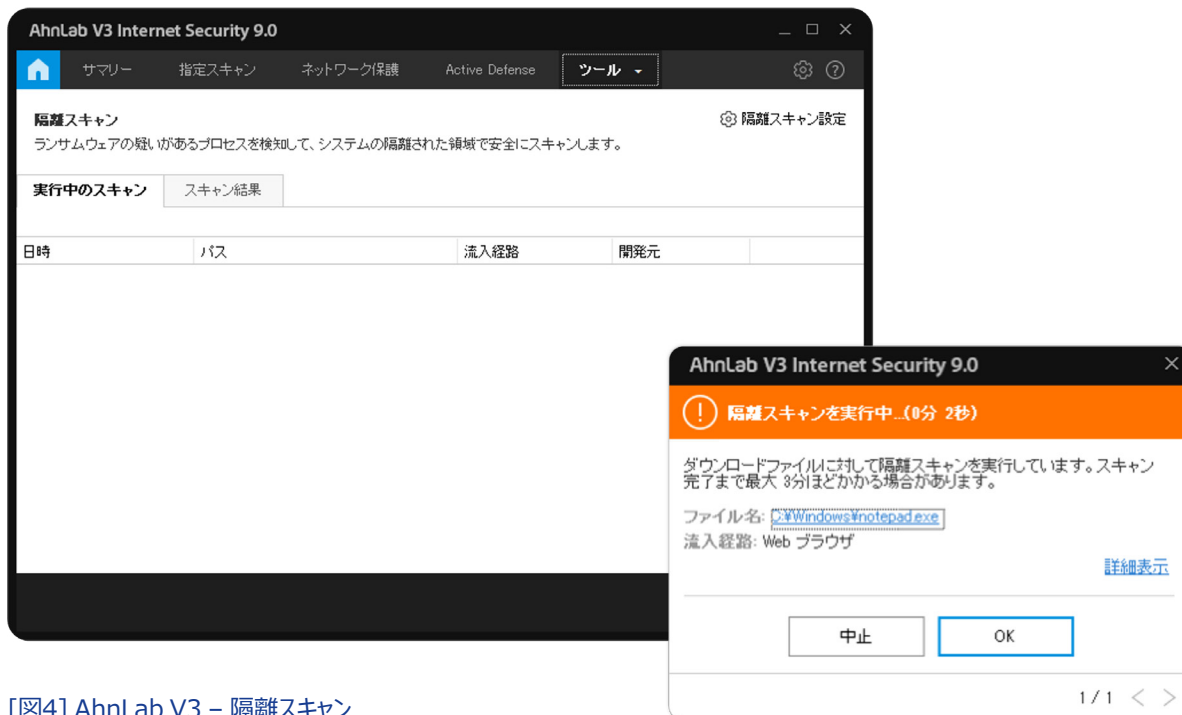 AhnLab V3 Internet Security 9.0
サマリー 指定スキャン ネットワーク保護 Active Defense ツール
隔離スキャン
隔離スキャン設定
ランサムウェアの疑いがあるプロセスを検知して、システムの隔離された領域で安全にスキャンします。
実行中のスキャン スキャン結果
日時 パス 流入経路 開発元
AhnLab V3 Internet Security 9.0
隔離スキャンを実行中...(0分 2秒)
ダウンロードファイルに対して隔離スキャンを実行しています。スキャン
完了まで最大 3分ほどかかる場合があります。
ファイル名: C:¥Windows¥notepad.exe
流入経路: Web ブラウザ
詳細表示
中止 OK
1 / 1 < >
[図4] AhnLab V3 – 隔離スキャン